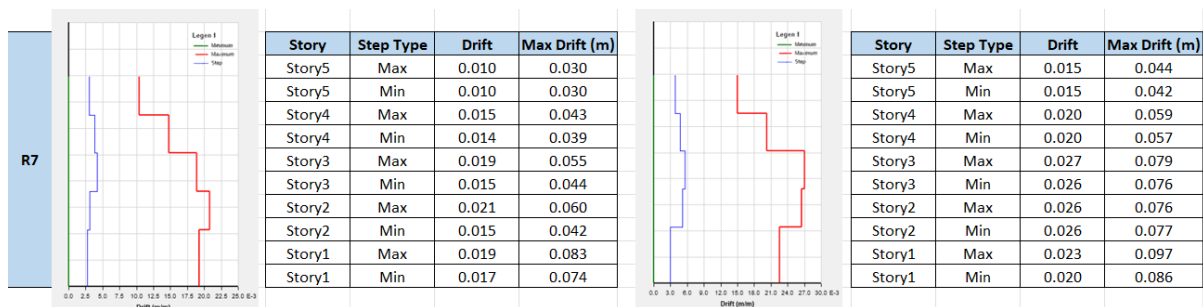 R7
Legen l
Minimum
Maximum
Step
0.0 2.5 5.0 7.5 10.0 12.5 15.0 17.5 20.0 22.5 25.0 E-3
Drift (m/m)
Story Step Type Drift Max Drift (m)
Story5 Max 0.010 0.030
Story5 Min 0.010 0.030
Story4 Max 0.015 0.043
Story4 Min 0.014 0.039
Story3 Max 0.019 0.055
Story3 Min 0.015 0.044
Story2 Max 0.021 0.060
Story2 Min 0.015 0.042
Story1 Max 0.019 0.083
Story1 Min 0.017 0.074
Legen l
Minimum
Maximum
Step
0.0 3.0 6.0 9.0 12.0 15.0 18.0 21.0 24.0 27.0 30.0 E-3
Drift (m/m)
Story Step Type Drift Max Drift (m)
Story5 Max 0.015 0.044
Story5 Min 0.015 0.042
Story4 Max 0.020 0.059
Story4 Min 0.020 0.057
Story3 Max 0.027 0.079
Story3 Min 0.026 0.076
Story2 Max 0.026 0.076
Story2 Min 0.026 0.077
Story1 Max 0.023 0.097
Story1 Min 0.020 0.086